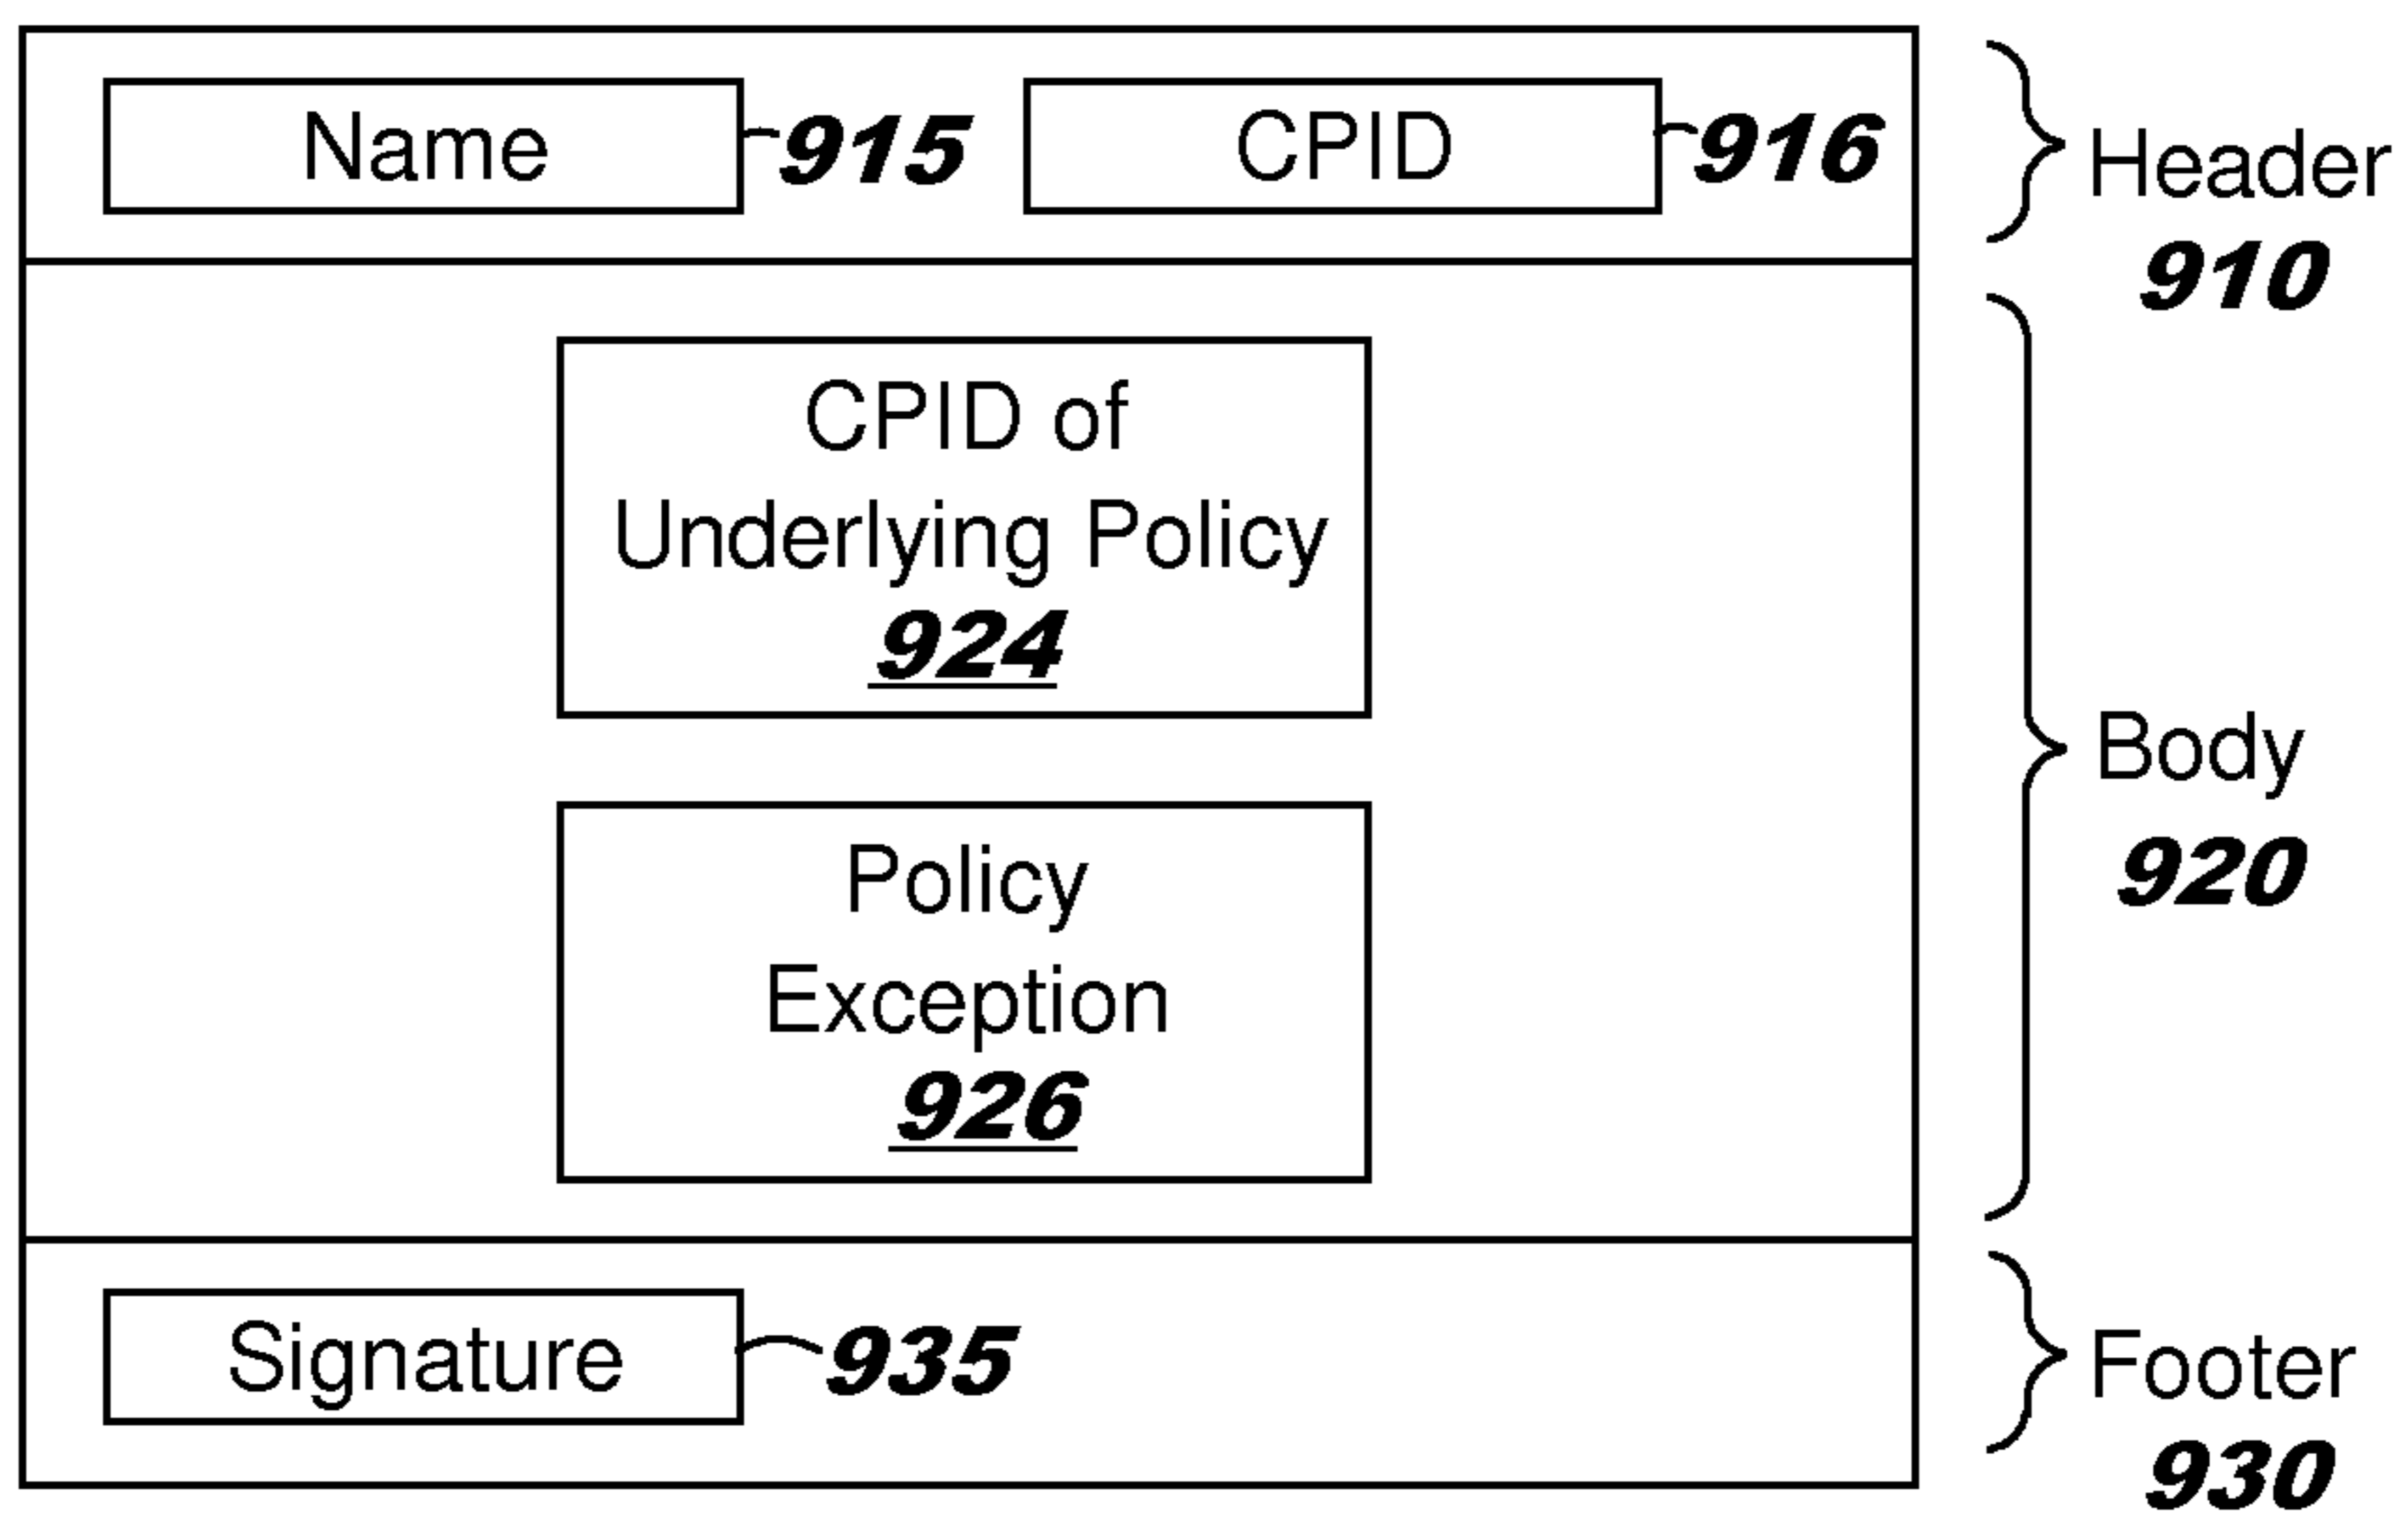 Name 915 CPID 916
Header
910
CPID of
Underlying Policy
924
Body
920
Policy
Exception
926
Signature 935
Footer
930